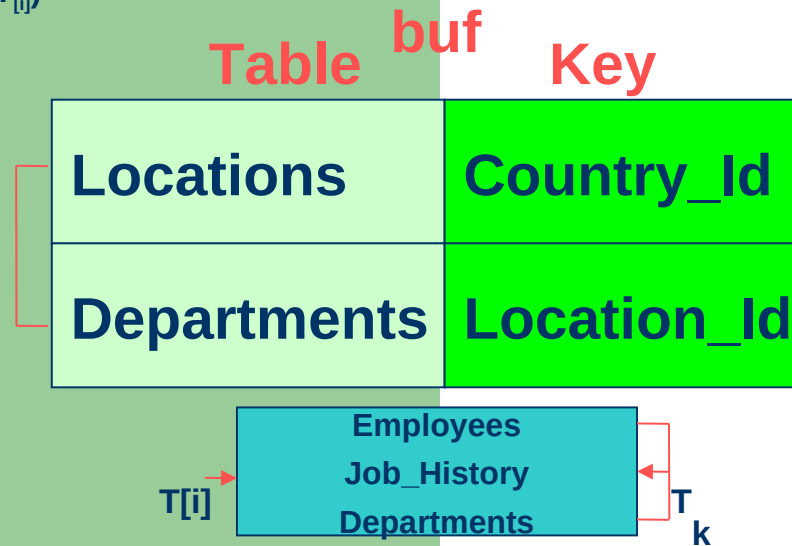 buf
Table Key
Locations Country_Id
Departments Location_Id
Employees
Job_History
Departments
T[i] T
k